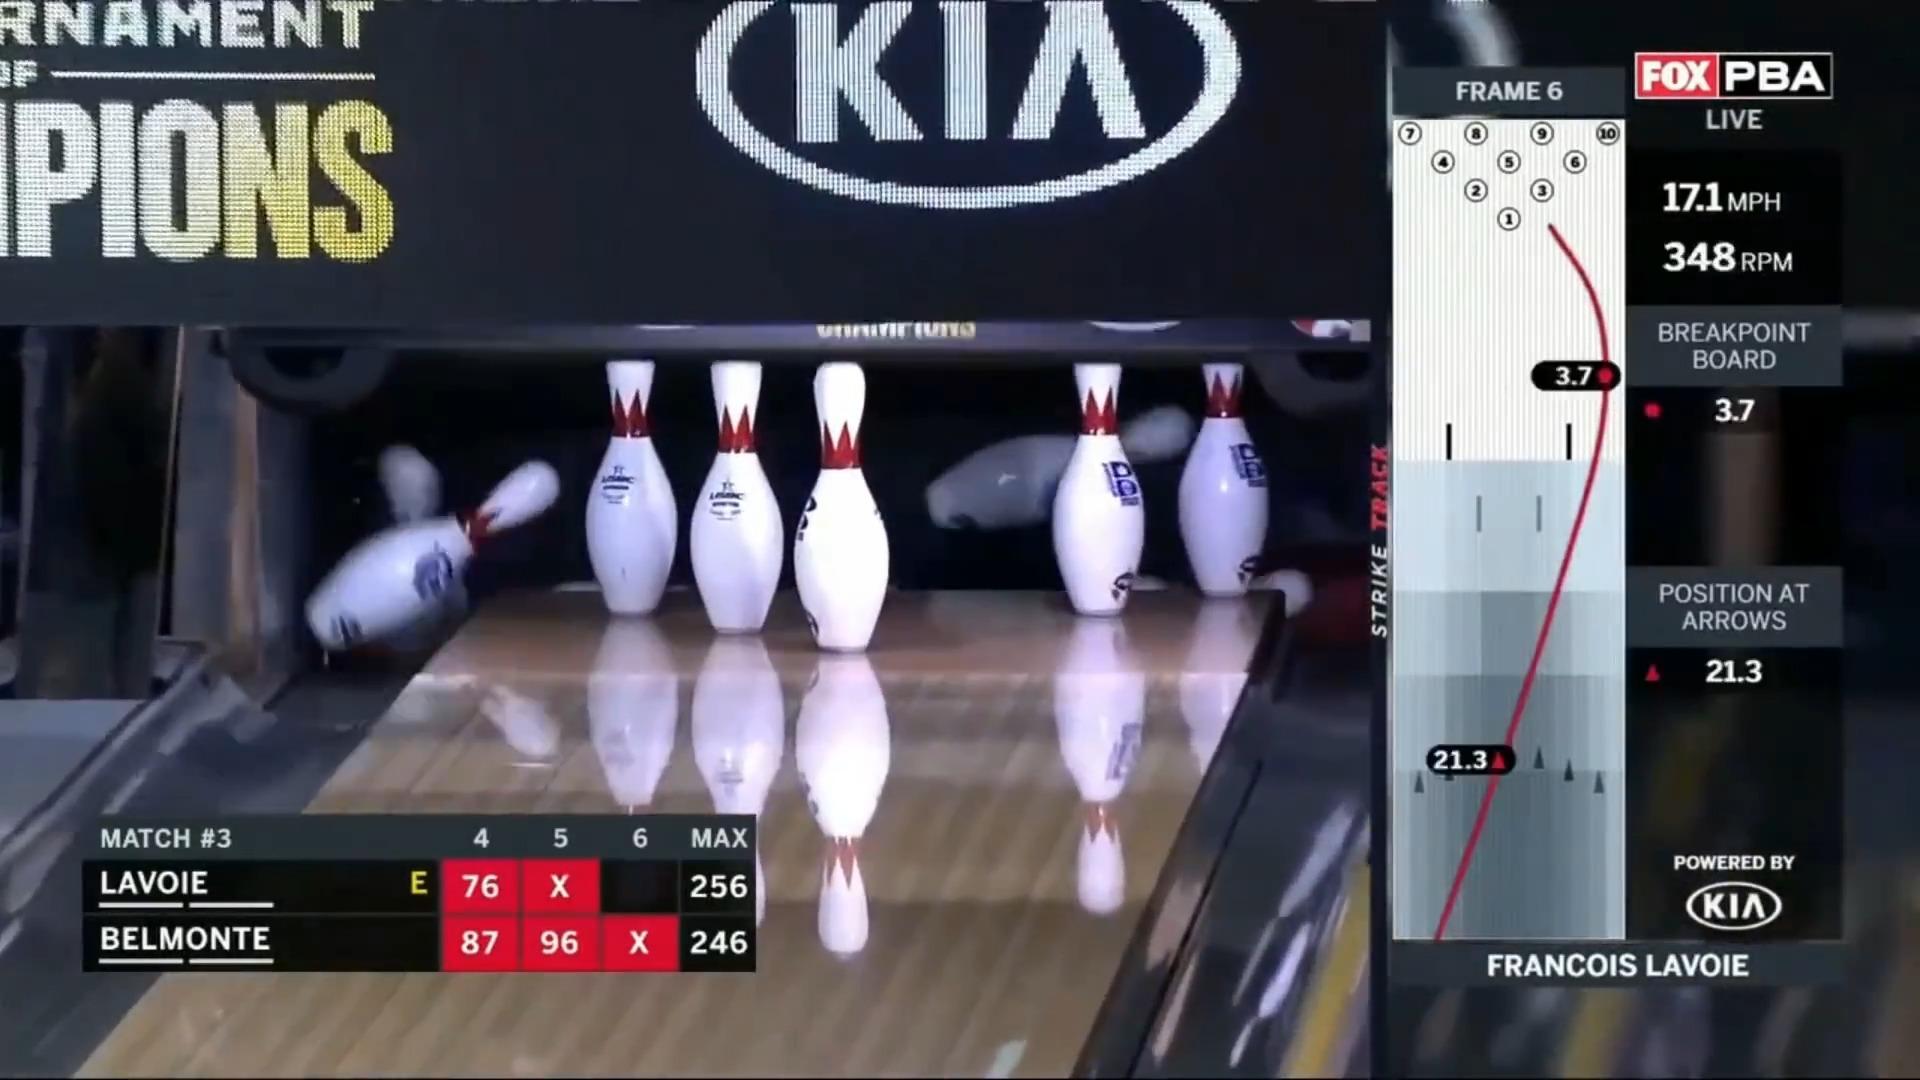 RNAMENT
OF
MPIONS
KIA
CHAMPIONS
FRAME 6
FOX PBA
LIVE
7 8 9 10
4 5 6
2 3
1
17.1 MPH
348 RPM
BREAKPOINT
BOARD
3.7
3.7
STRIKE TRACK
POSITION AT
ARROWS
21.3
21.3
POWERED BY
KIA
FRANCOIS LAVOIE
MATCH #3 4 5 6 MAX
LAVOIE E 76 X 256
BELMONTE 87 96 X 246